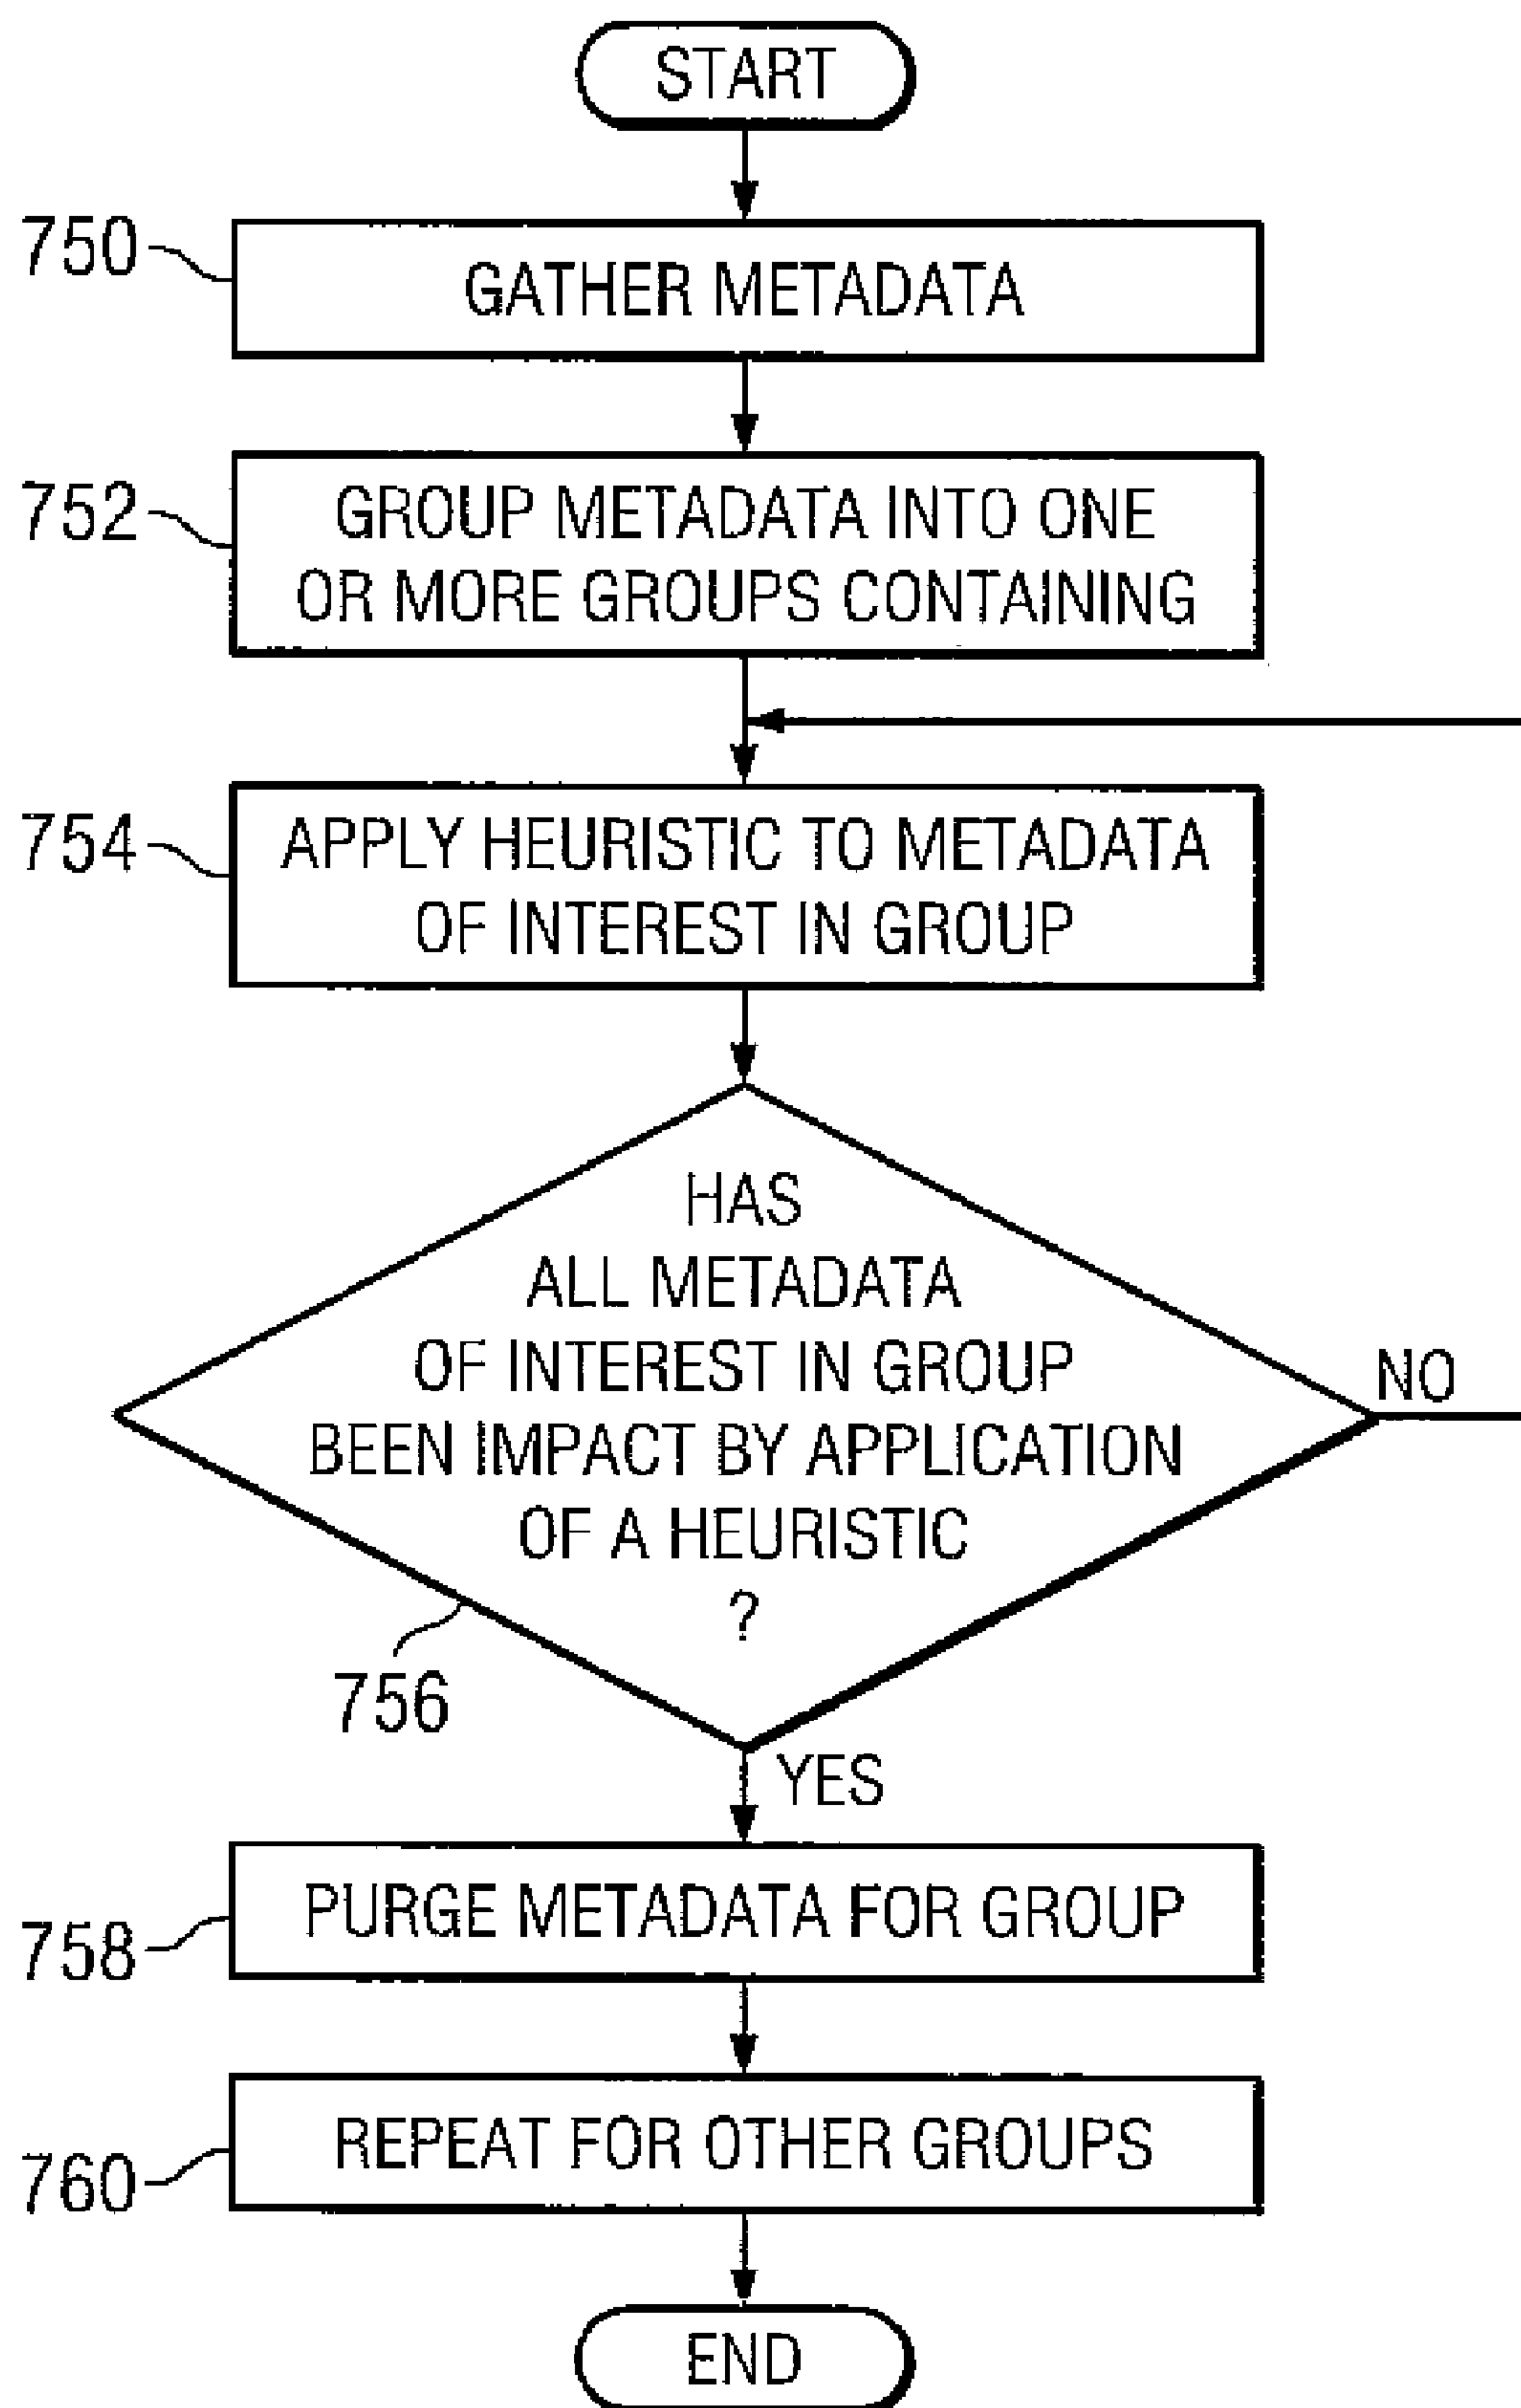 START
750
GATHER METADATA
752
GROUP METADATA INTO ONE
OR MORE GROUPS CONTAINING
754
APPLY HEURISTIC TO METADATA
OF INTEREST IN GROUP
HAS
ALL METADATA
OF INTEREST IN GROUP
BEEN IMPACT BY APPLICATION
OF A HEURISTIC
?
NO
756
YES
758
PURGE METADATA FOR GROUP
760
REPEAT FOR OTHER GROUPS
END